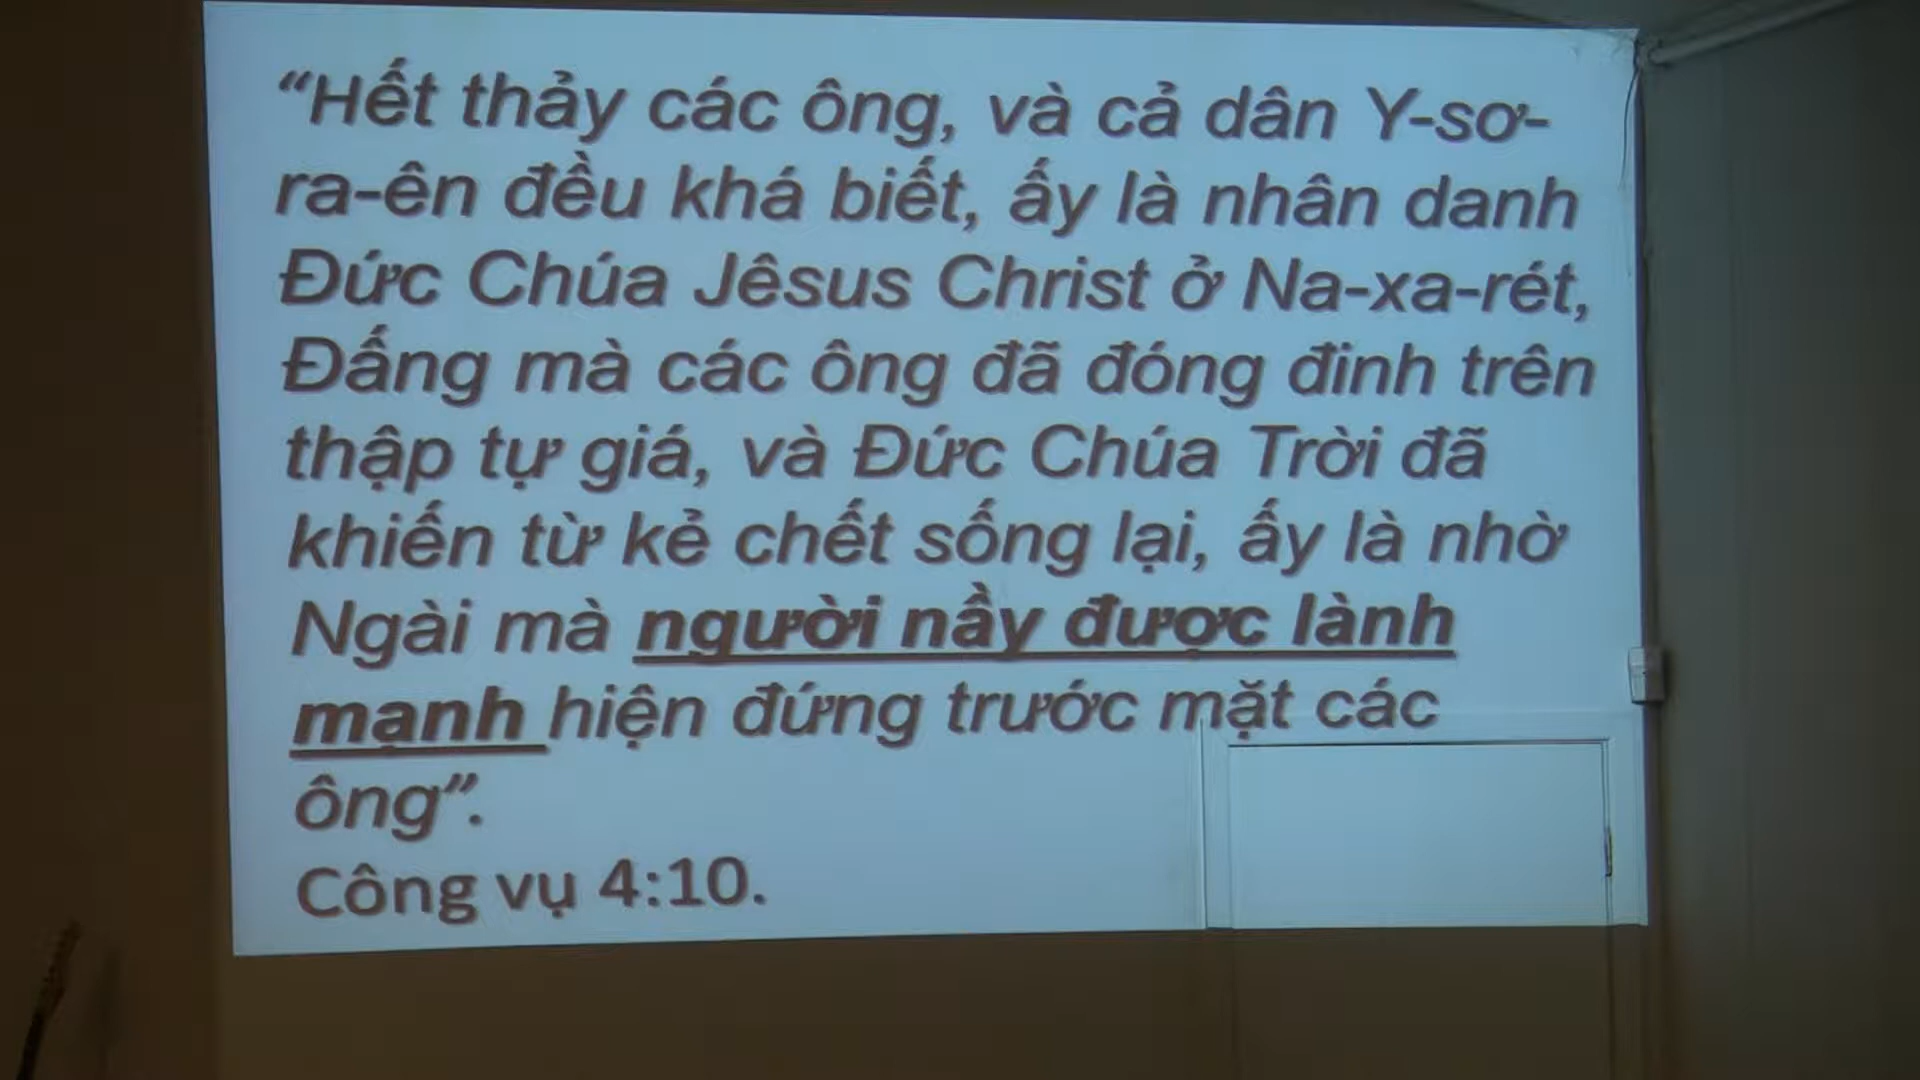 “Hết thảy các ông, và cả dân Y-sơ-
ra-ên đều khá biết, ấy là nhân danh
Đức Chúa Jêsus Christ ở Na-xa-rét,
Đấng mà các ông đã đóng đinh trên
thập tự giá, và Đức Chúa Trời đã
khiến từ kẻ chết sống lại, ấy là nhờ
Ngài mà người nầy được lành
mạnh hiện đứng trước mặt các
ông”.
Công vụ 4:10.